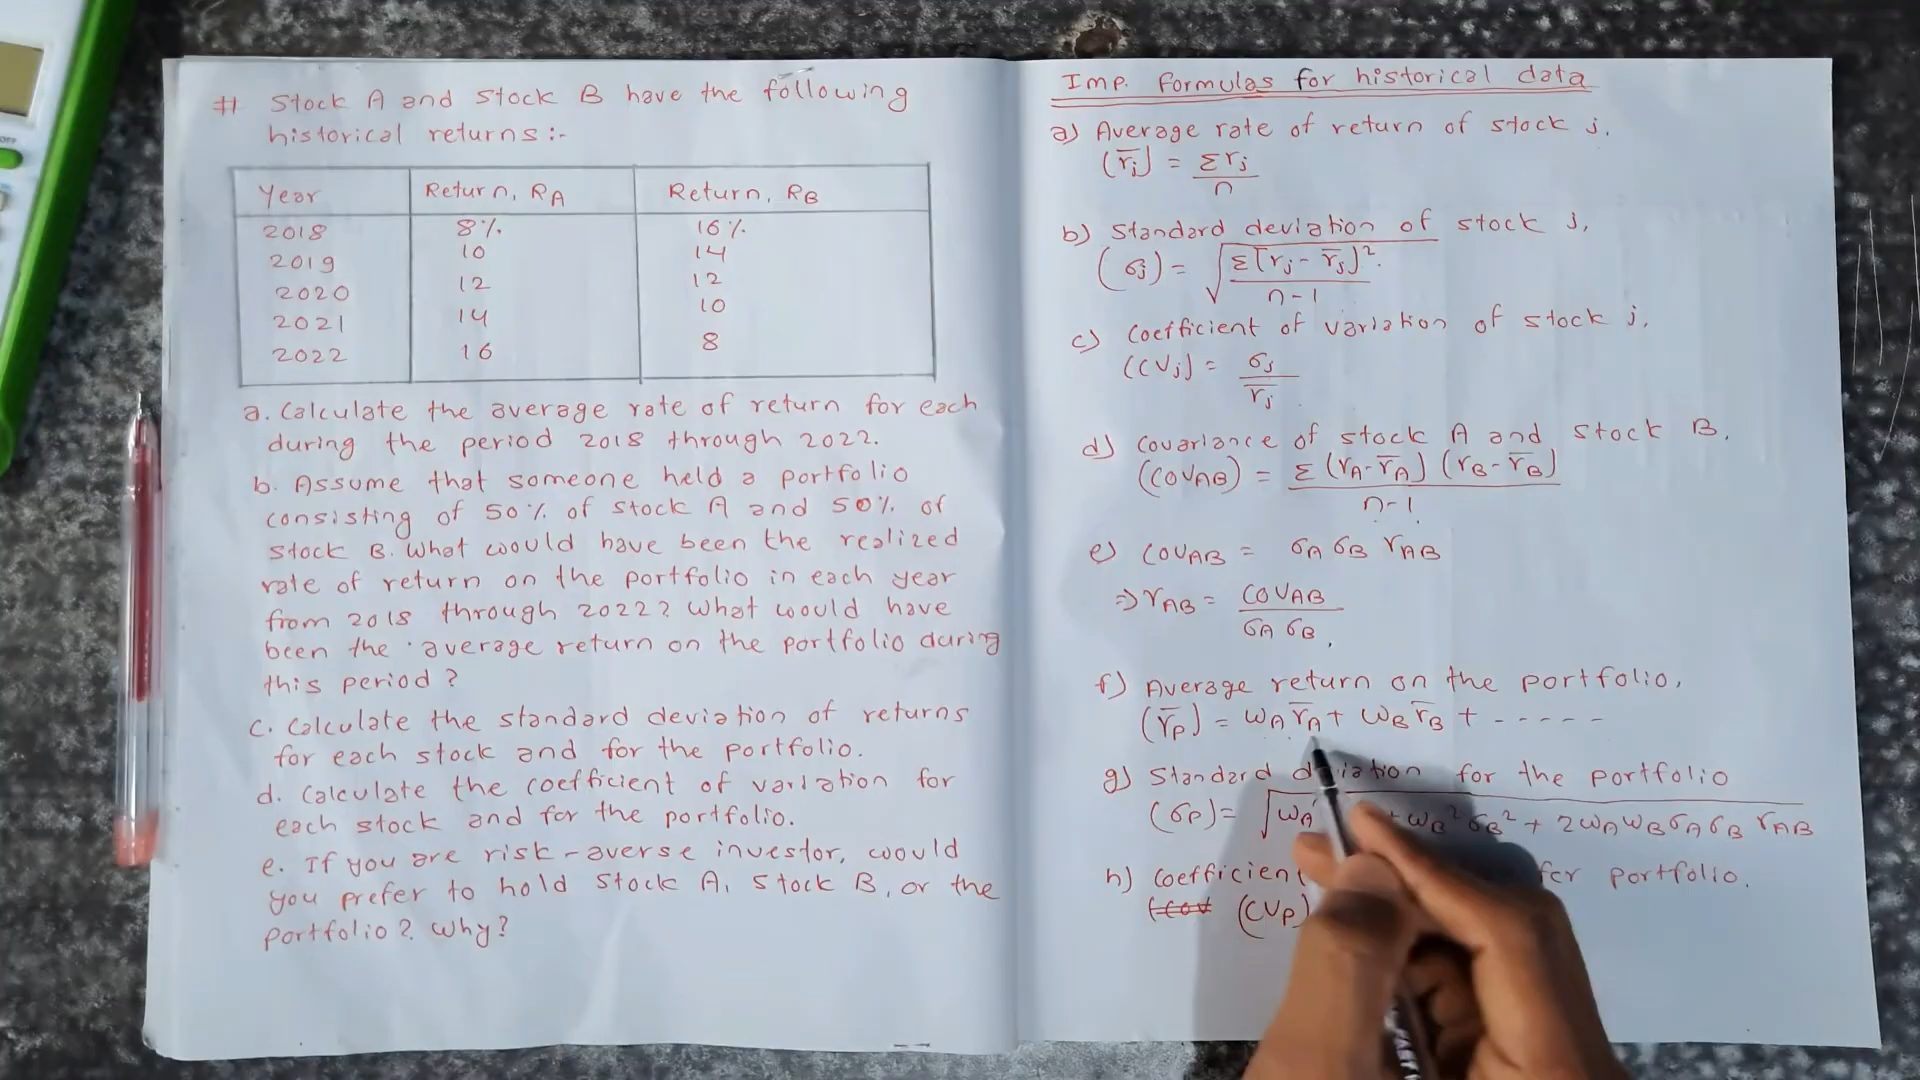 # Stock A and Stock B have the following
historical returns:-
Year Return, RA Return, RB
2018 8% 16%
2019 10 14
2020 12 12
2021 14 10
2022 16 8
a. Calculate the average rate of return for each
during the period 2018 through 2022.
b. Assume that someone held a portfolio
consisting of 50% of stock A and 50% of
stock B. What would have been the realized
rate of return on the portfolio in each year
from 2018 through 2022? What would have
been the average return on the portfolio during
this period?
c. Calculate the standard deviation of returns
for each stock and for the portfolio.
d. Calculate the coefficient of variation for
each stock and for the portfolio.
e. If you are risk-averse investor, would
you prefer to hold Stock A, Stock B, or the
portfolio? Why?
Imp. formulas for historical data
a) Average rate of return of stock j,
(r̄j) = Σrj / n
b) Standard deviation of stock j,
(σj) = √(Σ(rj - r̄j)² / n-1)
c) Coefficient of variation of stock j,
(CVj) = σj / r̄j
d) Covariance of stock A and stock B,
(COVAB) = Σ(rA-r̄A)(rB-r̄B) / n-1
e) COVAB = σA σB rAB
⇒ rAB = COVAB / σA σB,
f) Average return on the portfolio,
(r̄p) = wA r̄A + wB r̄B + -----
g) Standard deviation for the portfolio
(σp) = √wA + wB² σB² + 2wA wB σA σB rAB
h) Coefficien for portfolio.
(CVp)